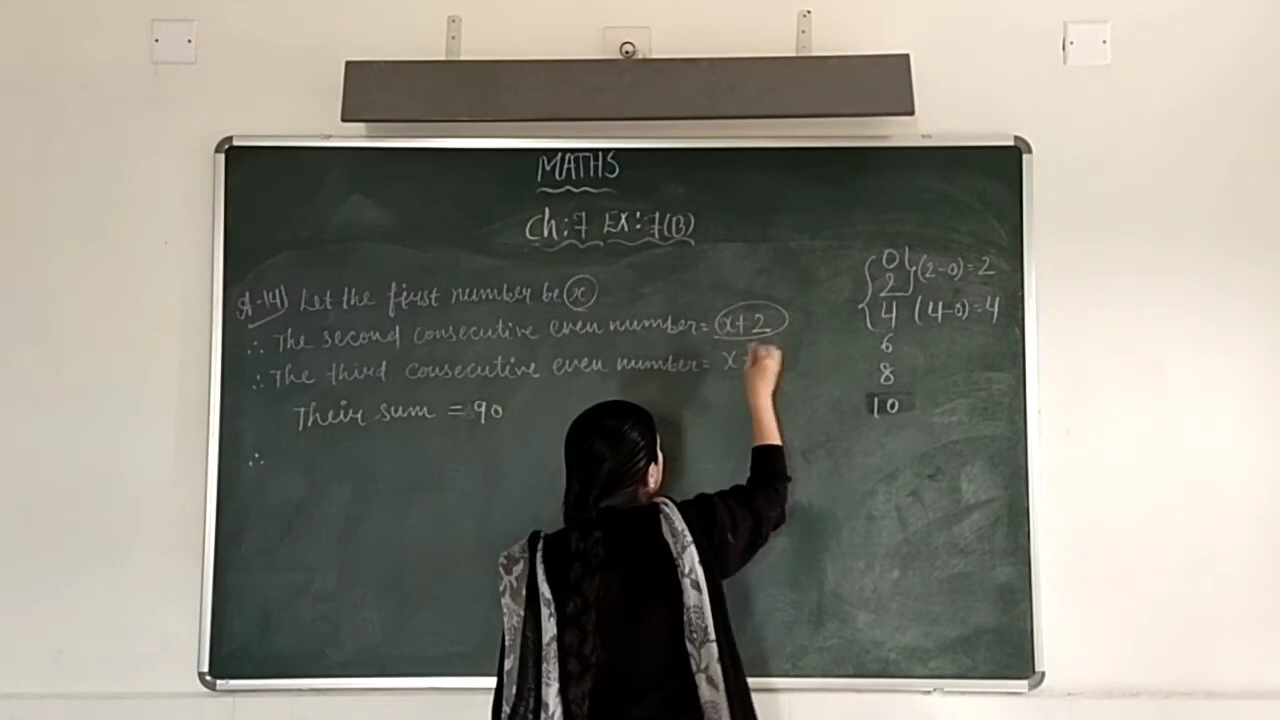 MATHS
Ch:7 EX:7(B)
A-14) Let the first number be x
∴ The second consecutive even number = x+2
∴ The third consecutive even number = x+
Their sum = 90
∴
0
2
4
6
8
10
(2-0)=2
(4-0)=4